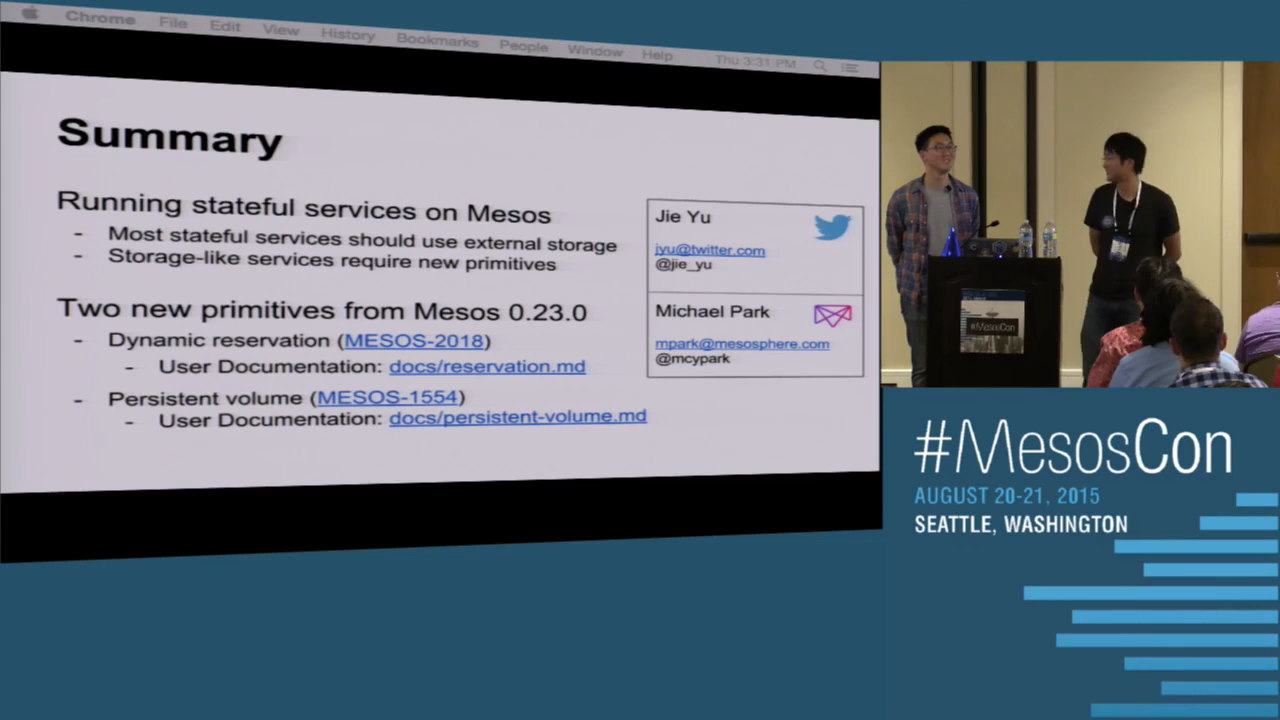 Chrome File Edit View History Bookmarks People Window Help Thu 3:31 PM
Summary
Running stateful services on Mesos
- Most stateful services should use external storage
- Storage-like services require new primitives
Two new primitives from Mesos 0.23.0
- Dynamic reservation (MESOS-2018)
- User Documentation: docs/reservation.md
- Persistent volume (MESOS-1554)
- User Documentation: docs/persistent-volume.md
Jie Yu
jyu@twitter.com
@jie_yu
Michael Park
mpark@mesosphere.com
@mcypark
#MesosCon
#MesosCon
AUGUST 20-21, 2015
SEATTLE, WASHINGTON